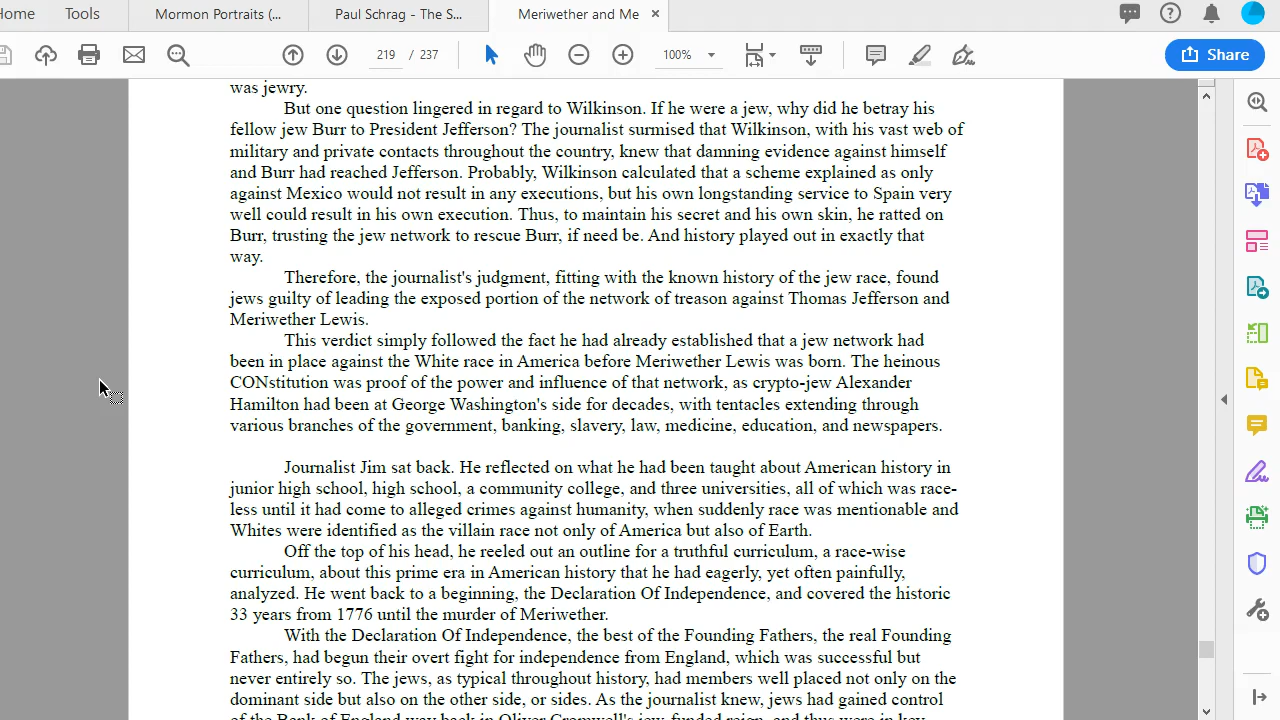 Home
Tools
Mormon Portraits (...
Paul Schrag - The S...
Meriwether and Me
219 / 237
100%
Share
was jewry.
But one question lingered in regard to Wilkinson. If he were a jew, why did he betray his
fellow jew Burr to President Jefferson? The journalist surmised that Wilkinson, with his vast web of
military and private contacts throughout the country, knew that damning evidence against himself
and Burr had reached Jefferson. Probably, Wilkinson calculated that a scheme explained as only
against Mexico would not result in any executions, but his own longstanding service to Spain very
well could result in his own execution. Thus, to maintain his secret and his own skin, he ratted on
Burr, trusting the jew network to rescue Burr, if need be. And history played out in exactly that
way.
Therefore, the journalist's judgment, fitting with the known history of the jew race, found
jews guilty of leading the exposed portion of the network of treason against Thomas Jefferson and
Meriwether Lewis.
This verdict simply followed the fact he had already established that a jew network had
been in place against the White race in America before Meriwether Lewis was born. The heinous
CONstitution was proof of the power and influence of that network, as crypto-jew Alexander
Hamilton had been at George Washington's side for decades, with tentacles extending through
various branches of the government, banking, slavery, law, medicine, education, and newspapers.
Journalist Jim sat back. He reflected on what he had been taught about American history in
junior high school, high school, a community college, and three universities, all of which was race-
less until it had come to alleged crimes against humanity, when suddenly race was mentionable and
Whites were identified as the villain race not only of America but also of Earth.
Off the top of his head, he reeled out an outline for a truthful curriculum, a race-wise
curriculum, about this prime era in American history that he had eagerly, yet often painfully,
analyzed. He went back to a beginning, the Declaration Of Independence, and covered the historic
33 years from 1776 until the murder of Meriwether.
With the Declaration Of Independence, the best of the Founding Fathers, the real Founding
Fathers, had begun their overt fight for independence from England, which was successful but
never entirely so. The jews, as typical throughout history, had members well placed not only on the
dominant side but also on the other side, or sides. As the journalist knew, jews had gained control
of the Bank of England way back in Oliver Cromwell's jew-funded reign, and thus were in key